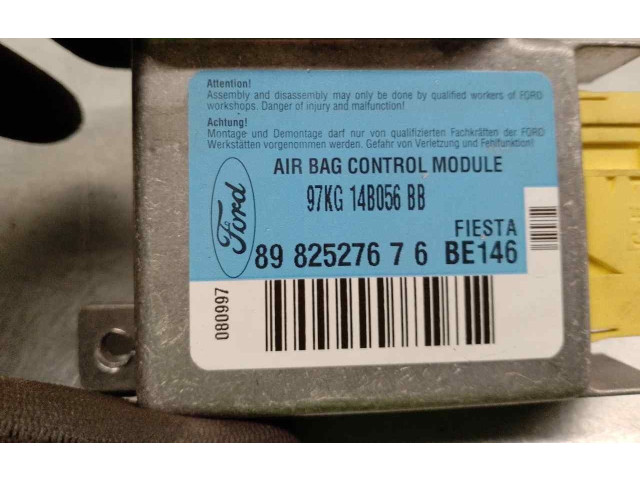 Attention!
Assembly and disassembly may only be done by qualified workers of FORD
workshops. Danger of injury and malfunction!
Achtung!
Montage und Demontage darf nur von qualifizierten Fachkräften der FORD
Werkstätten vorgenommen werden. Gefahr von Verletzung und Fehlfunktion!
Ford
AIR BAG CONTROL MODULE
97KG 14B056 BB
FIESTA
89 825276 7 6 BE146
080997